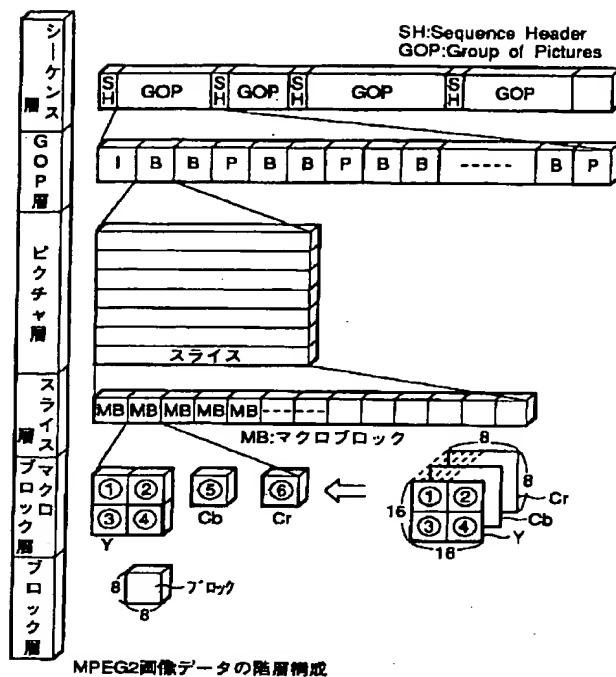 SH:Sequence Header
GOP:Group of Pictures
シーケンス層
SH GOP SH GOP SH GOP SH GOP
GOP層
I B B P B B P B B ----- B P
ピクチャ層
スライス
スライス層
MB MB MB MB MB -----
MB:マクロブロック
マクロブロック層
① ② ③ ④
Y
⑤
Cb
⑥
Cr
8
8
① ② ③ ④
16
16
Cr
Cb
Y
ブロック層
8
8
ブロック
MPEG2画像データの階層構成